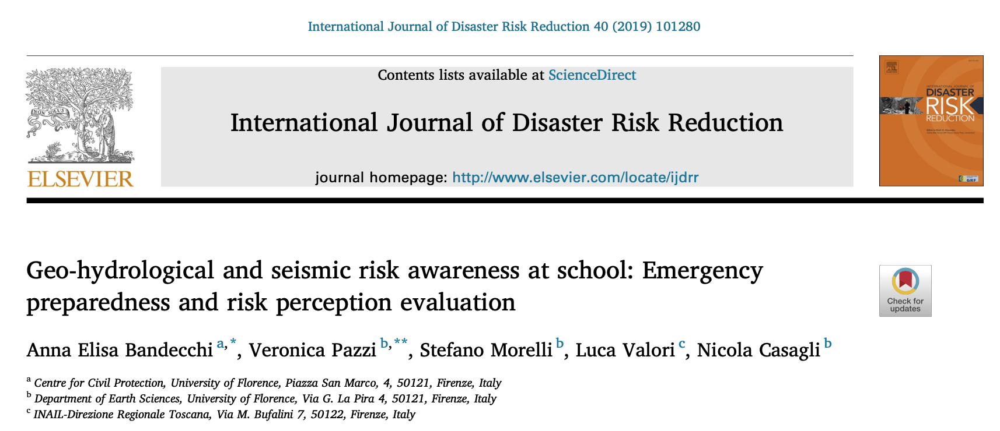 International Journal of Disaster Risk Reduction 40 (2019) 101280
Contents lists available at ScienceDirect
International Journal of Disaster Risk Reduction
journal homepage: http://www.elsevier.com/locate/ijdrr
NON SOLUS
ELSEVIER
ELSEVIER
INTERNATIONAL JOURNAL OF
DISASTER
RISK
REDUCTION
GRF
Geo-hydrological and seismic risk awareness at school: Emergency
preparedness and risk perception evaluation
Check for
updates
Anna Elisa Bandecchi a,*, Veronica Pazzi b,**, Stefano Morelli b, Luca Valori c, Nicola Casagli b
a Centre for Civil Protection, University of Florence, Piazza San Marco, 4, 50121, Firenze, Italy
b Department of Earth Sciences, University of Florence, Via G. La Pira 4, 50121, Firenze, Italy
c INAIL-Direzione Regionale Toscana, Via M. Bufalini 7, 50122, Firenze, Italy